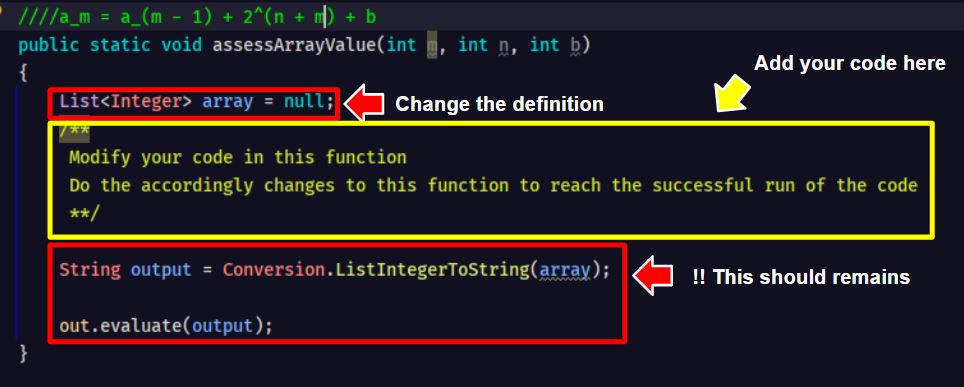 ////a_m = a_(m - 1) + 2^(n + m) + b
public static void assessArrayValue(int m, int n, int b)
Add your code here
{
List<Integer> array = null;
Change the definition
/**
Modify your code in this function
Do the accordingly changes to this function to reach the successful run of the code
**/
String output = Conversion.ListIntegerToString(array);
!! This should remains
out.evaluate(output);
}